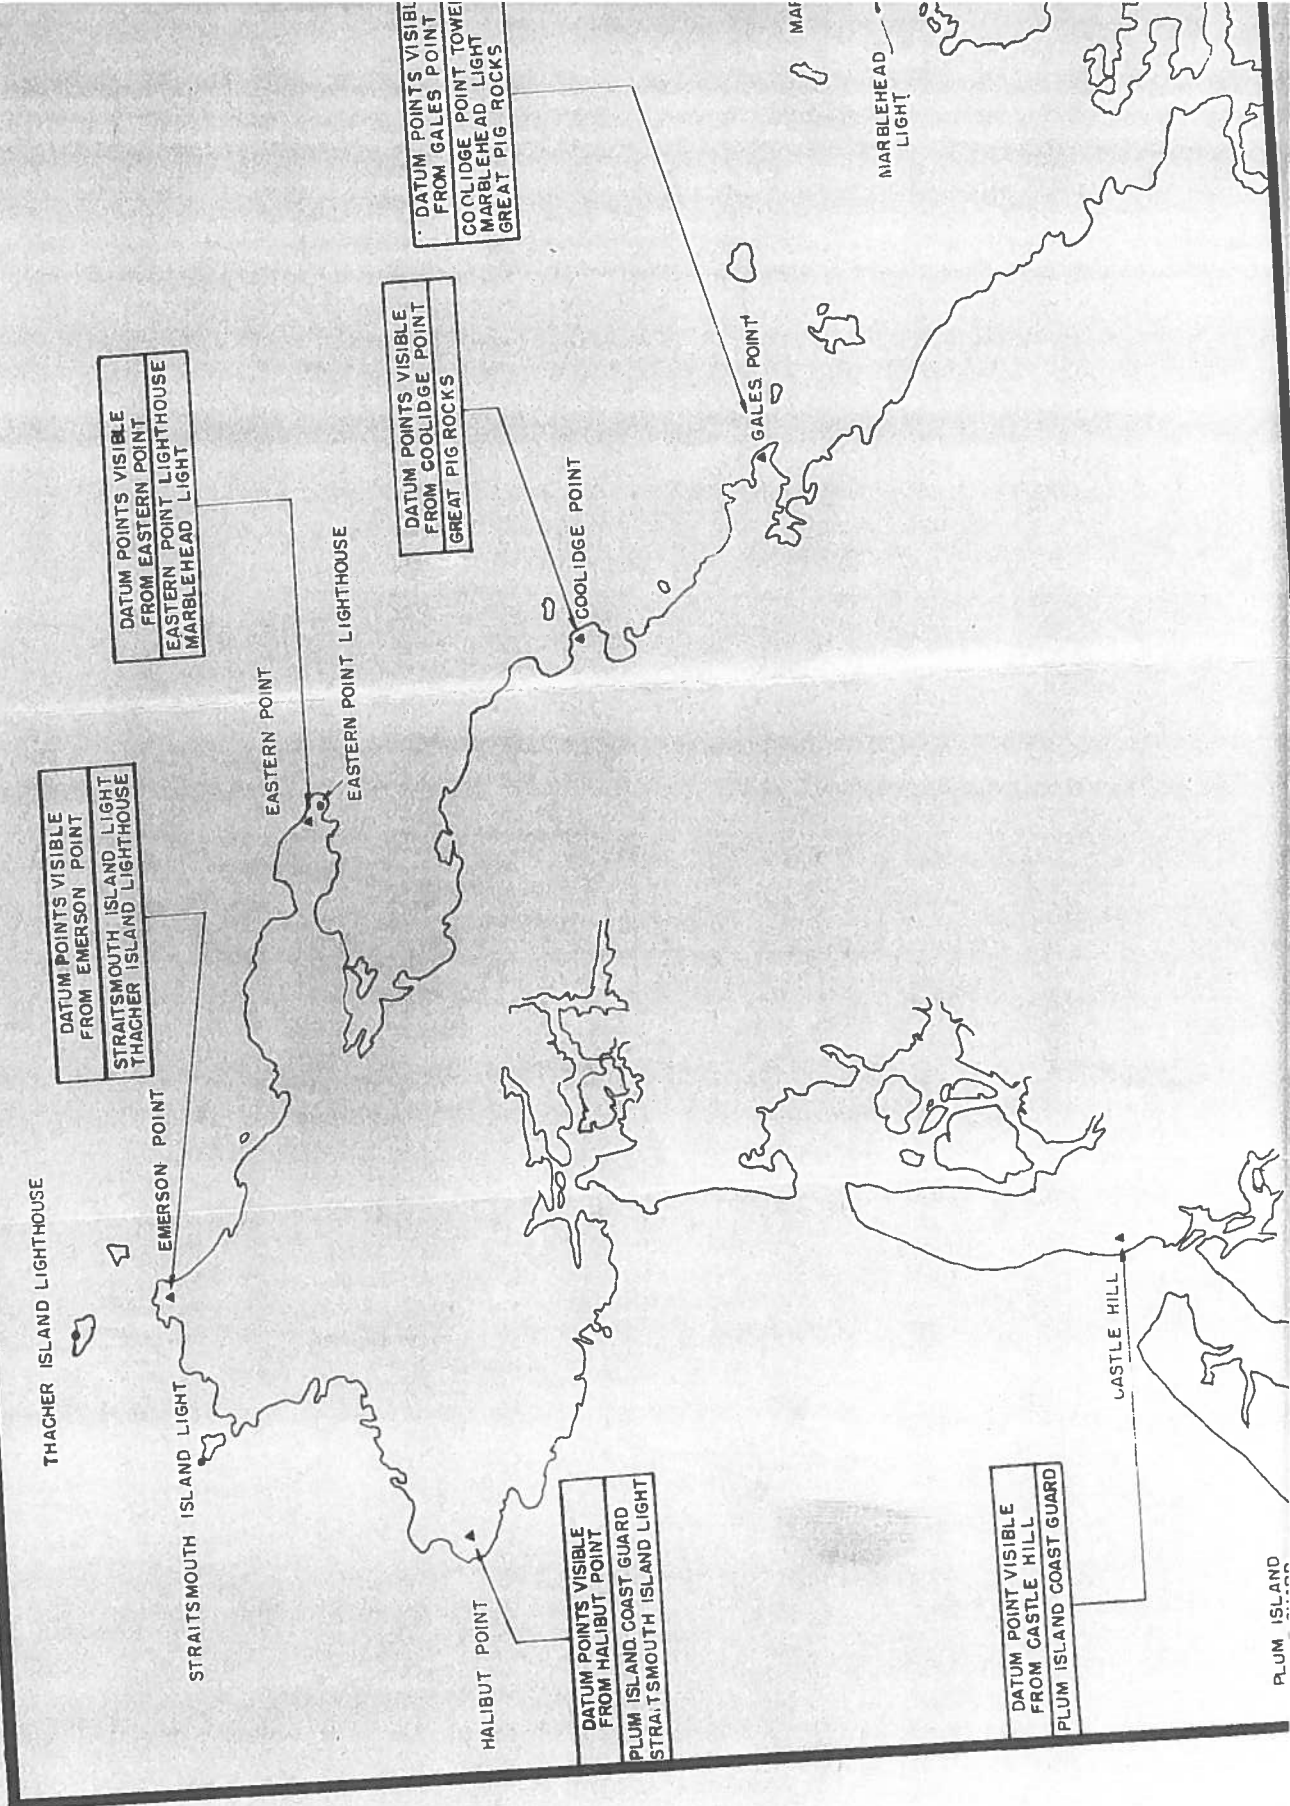 THACHER ISLAND LIGHTHOUSE
DATUM POINTS VISIBLE
FROM EMERSON POINT
STRAITSMOUTH ISLAND LIGHT
THACHER ISLAND LIGHTHOUSE
EMERSON POINT
STRAITSMOUTH ISLAND LIGHT
DATUM POINTS VISIBLE
FROM EASTERN POINT
EASTERN POINT LIGHTHOUSE
MARBLEHEAD LIGHT
EASTERN POINT
EASTERN POINT LIGHTHOUSE
DATUM POINTS VISIBLE
FROM COOLIDGE POINT
GREAT PIG ROCKS
COOLIDGE POINT
DATUM POINTS VISIBL
FROM GALES POINT
COOLIDGE POINT TOWE
MARBLEHEAD LIGHT
GREAT PIG ROCKS
GALES POINT
MARBLEHEAD
LIGHT
HALIBUT POINT
DATUM POINTS VISIBLE
FROM HALIBUT POINT
PLUM ISLAND COAST GUARD
STRAITSMOUTH ISLAND LIGHT
CASTLE HILL
DATUM POINT VISIBLE
FROM CASTLE HILL
PLUM ISLAND COAST GUARD
PLUM ISLAND